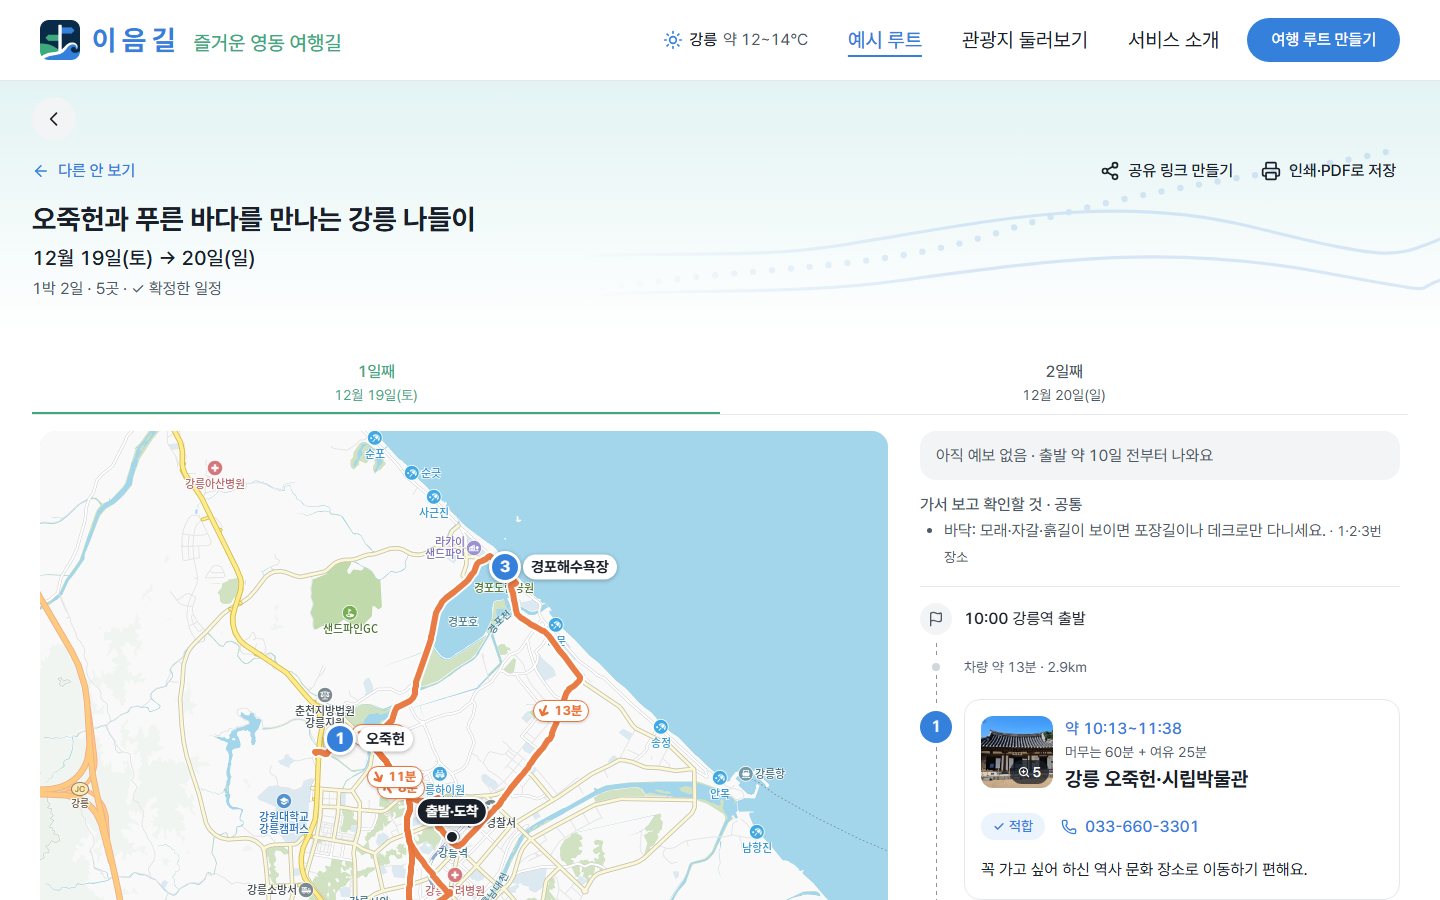 이음길 즐거운 영동 여행길
강릉 약 12~14°C
예시 루트
관광지 둘러보기
서비스 소개
여행 루트 만들기
다른 안 보기
공유 링크 만들기
인쇄·PDF로 저장
오죽헌과 푸른 바다를 만나는 강릉 나들이
12월 19일(토) → 20일(일)
1박 2일 · 5곳 · ✓ 확정한 일정
1일째
12월 19일(토)
2일째
12월 20일(일)
순포
순긋
강릉아산병원
사근진
라카이
샌드파인
3
경포해수욕장
경포호
경포천
샌드파인GC
춘천지방법원
강릉지원
1
오죽헌
13분
송정
11분
강릉항
안목
JC
강릉
강원대학교
강릉캠퍼스
출발·도착
경찰서
강릉역
남항진
강릉소방서
아직 예보 없음 · 출발 약 10일 전부터 나와요
가서 보고 확인할 것 · 공통
• 바닥: 모래·자갈·흙길이 보이면 포장길이나 데크로만 다니세요. · 1·2·3번
장소
10:00 강릉역 출발
차량 약 13분 · 2.9km
1
약 10:13~11:38
머무는 60분 + 여유 25분
강릉 오죽헌·시립박물관
5
✓ 적합
033-660-3301
꼭 가고 싶어 하신 역사 문화 장소로 이동하기 편해요.